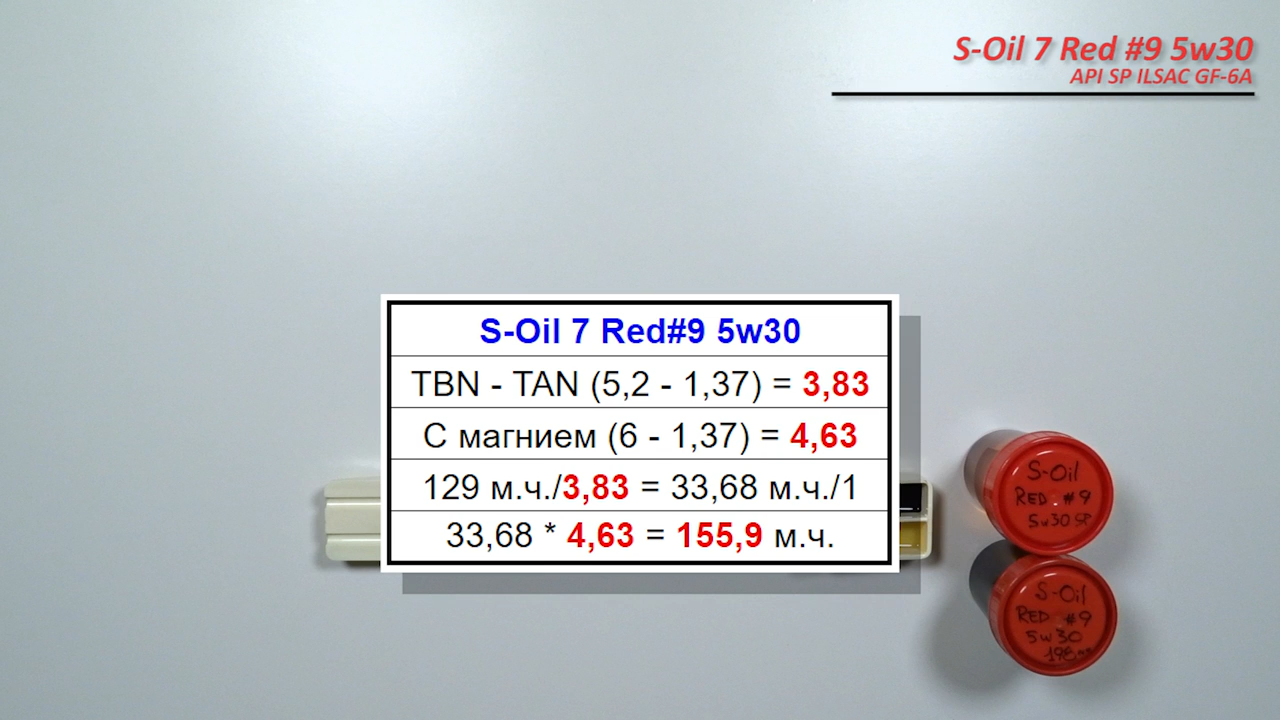 S-Oil 7 Red #9 5w30
API SP ILSAC GF-6A
S-Oil 7 Red#9 5w30
TBN - TAN (5,2 - 1,37) = 3,83
С магнием (6 - 1,37) = 4,63
129 м.ч./3,83 = 33,68 м.ч./1
33,68 * 4,63 = 155,9 м.ч.
S-Oil
RED #9
5w30 SP
S-Oil
RED #9
5w30